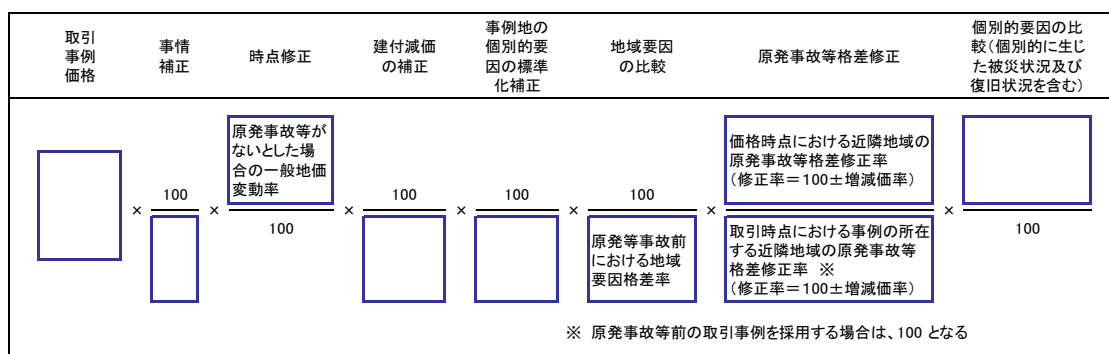 取引
事例
価格
事情
補正
時点修正
建付減価
の補正
事例地の
個別的要
因の標準
化補正
地域要因
の比較
原発事故等格差修正
個別的要因の比
較(個別的に生じ
た被災状況及び
復旧状況を含む)
×
100
×
原発事故等が
ないとした場
合の一般地価
変動率
100
×
100
×
100
×
100
原発等事故前
における地域
要因格差率
×
価格時点における近隣地域の
原発事故等格差修正率
(修正率=100±増減価率)
取引時点における事例の所在
する近隣地域の原発事故等
格差修正率 ※
(修正率=100±増減価率)
×
100
※ 原発事故等前の取引事例を採用する場合は、100 となる